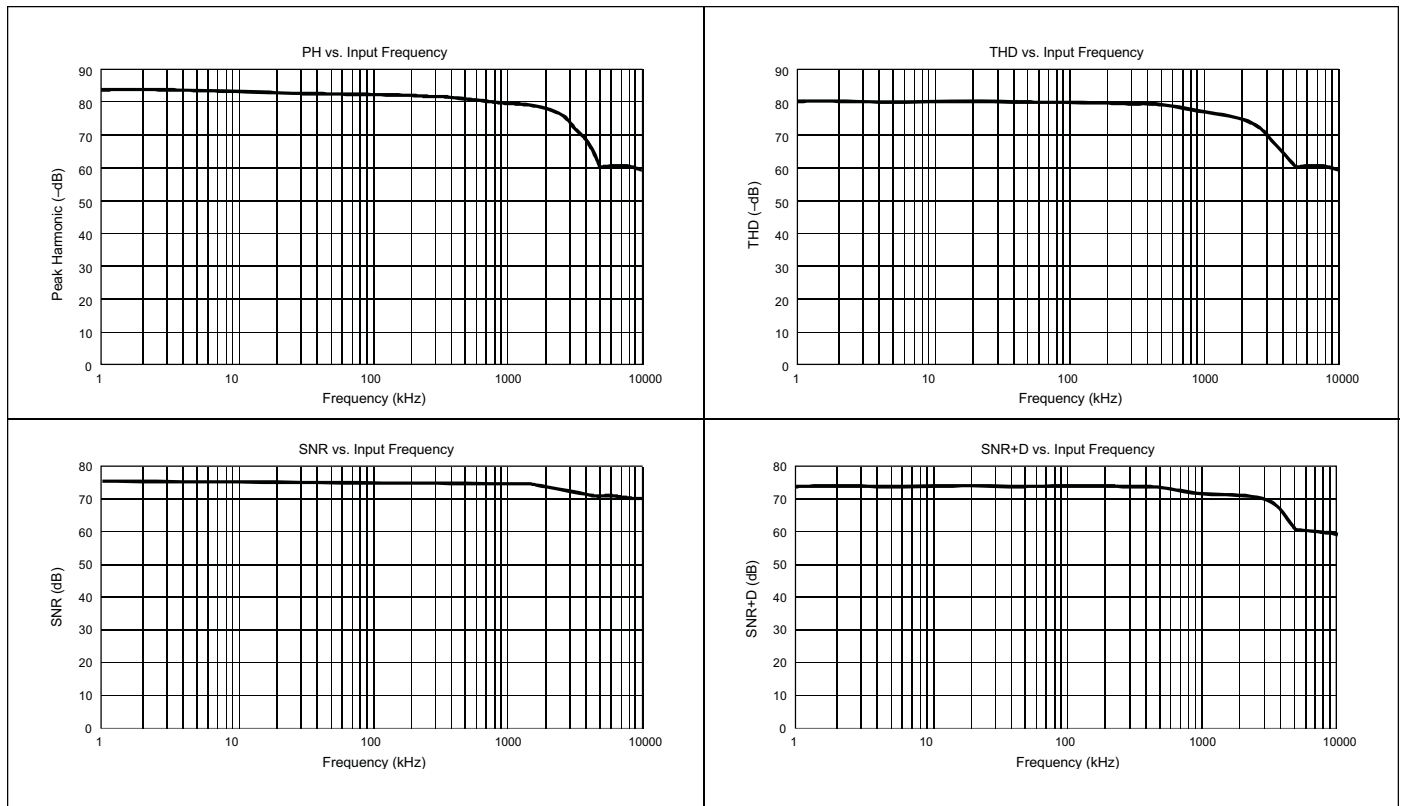 PH vs. Input Frequency
Peak Harmonic (–dB)
90
80
70
60
50
40
30
20
10
0
1 10 100 1000 10000
Frequency (kHz)
THD vs. Input Frequency
THD (–dB)
90
80
70
60
50
40
30
20
10
0
1 10 100 1000 10000
Frequency (kHz)
SNR vs. Input Frequency
SNR (dB)
80
70
60
50
40
30
20
10
0
1 10 100 1000 10000
Frequency (kHz)
SNR+D vs. Input Frequency
SNR+D (dB)
80
70
60
50
40
30
20
10
0
1 10 100 1000 10000
Frequency (kHz)